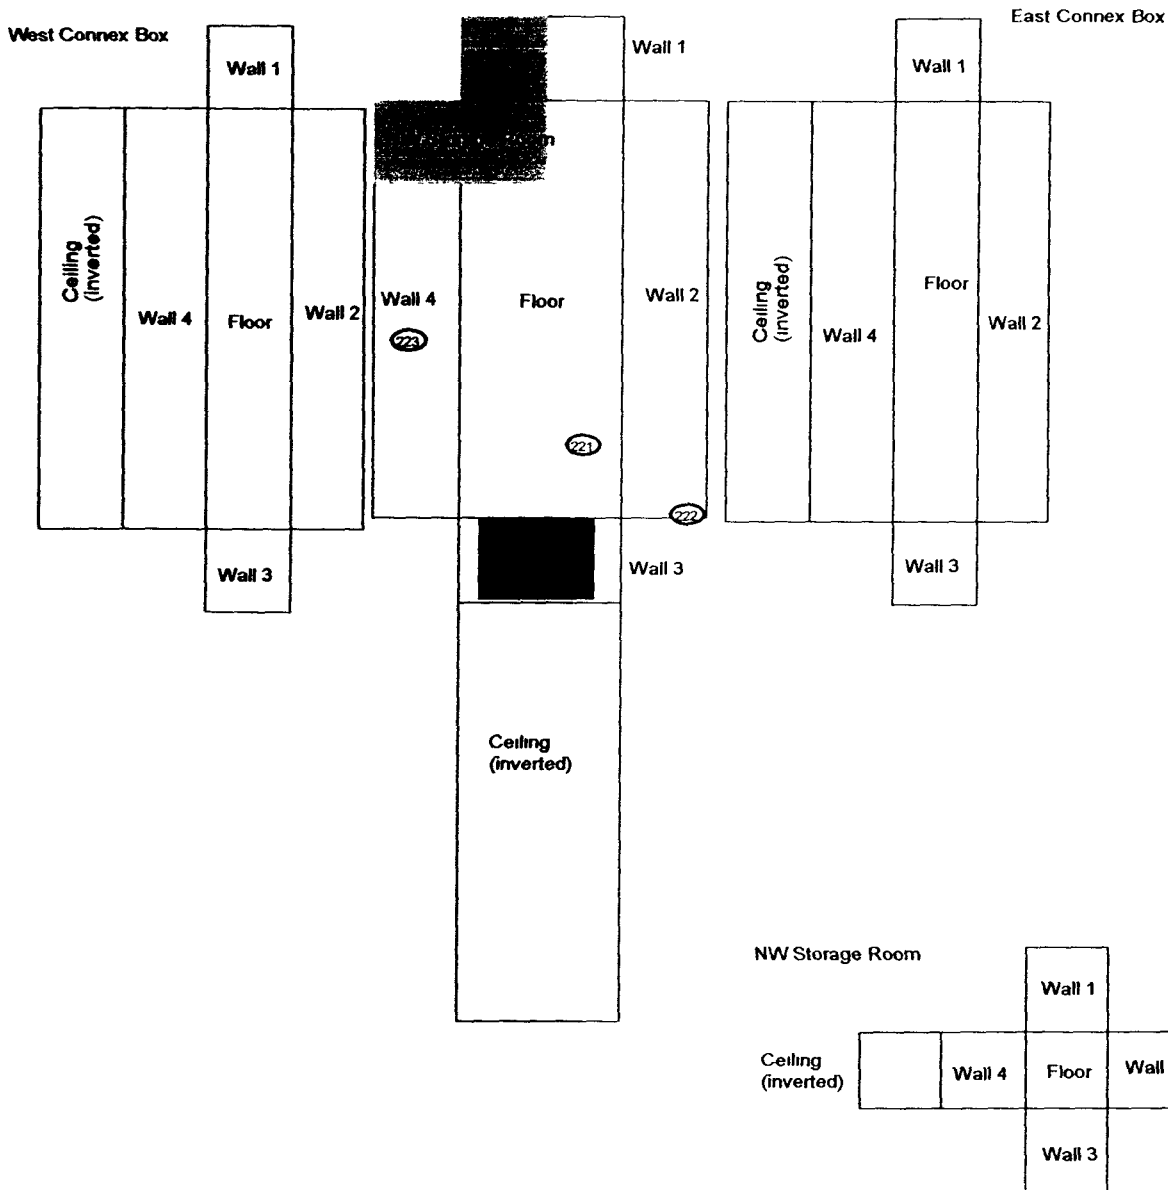 West Connex Box
East Connex Box
Wall 1
Wall 1
Wall 1
Ceiling
(inverted)
Wall 4
Floor
Wall 2
Wall 4
Floor
Wall 2
223
221
222
Wall 3
Wall 3
Ceiling
(inverted)
Ceiling
(inverted)
Wall 4
Floor
Wall 2
Wall 3
NW Storage Room
Wall 1
Ceiling
(inverted)
Wall 4
Floor
Wall
Wall 3